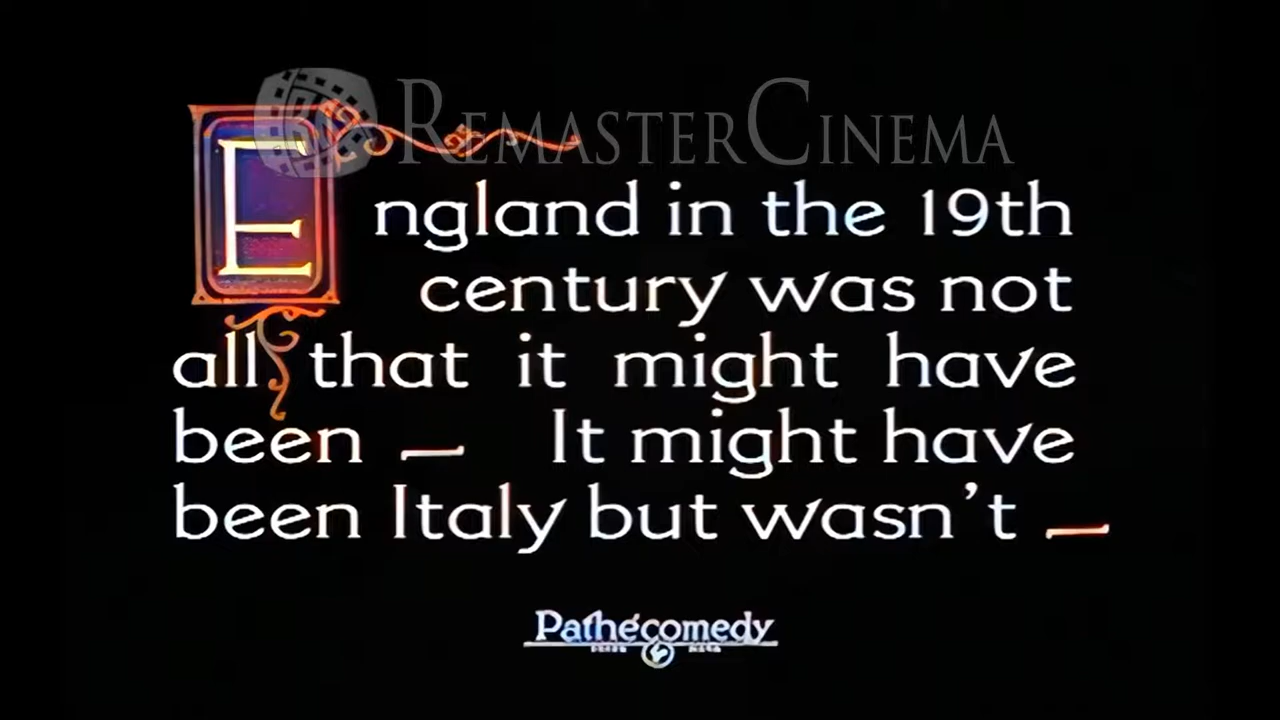 REMASTERCINEMA
England in the 19th
century was not
all that it might have
been — It might have
been Italy but wasn't —
Pathécomedy